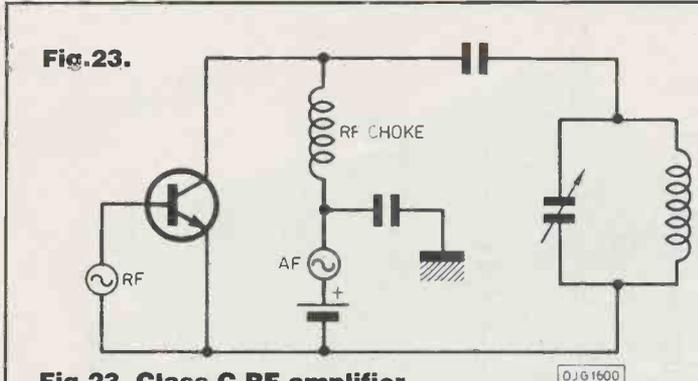 Fig.23.
RF CHOKE
AF
+
RF
Fig.23. Class C RF amplifier
OJG1600